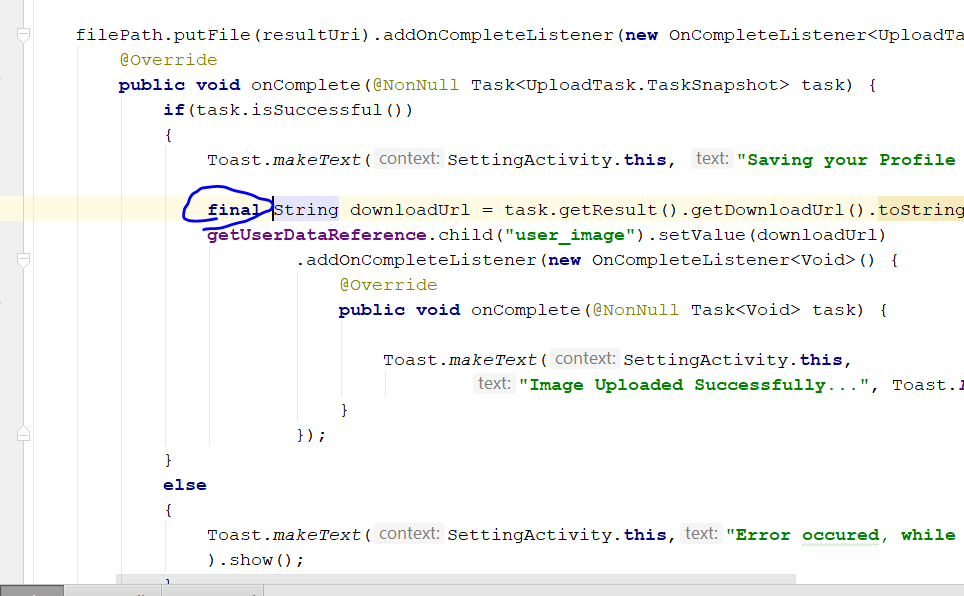 filePath.putFile(resultUri).addOnCompleteListener(new OnCompleteListener<UploadTa
@Override
public void onComplete(@NonNull Task<UploadTask.TaskSnapshot> task) {
if(task.isSuccessful())
{
Toast.makeText( context: SettingActivity.this, text: "Saving your Profile
final String downloadUrl = task.getResult().getDownloadUrl().toString
getUserDataReference.child("user_image").setValue(downloadUrl)
.addOnCompleteListener(new OnCompleteListener<Void>() {
@Override
public void onComplete(@NonNull Task<Void> task) {
Toast.makeText( context: SettingActivity.this,
text: "Image Uploaded Successfully...", Toast.
}
});
}
else
{
Toast.makeText( context: SettingActivity.this, text: "Error occured, while
).show();